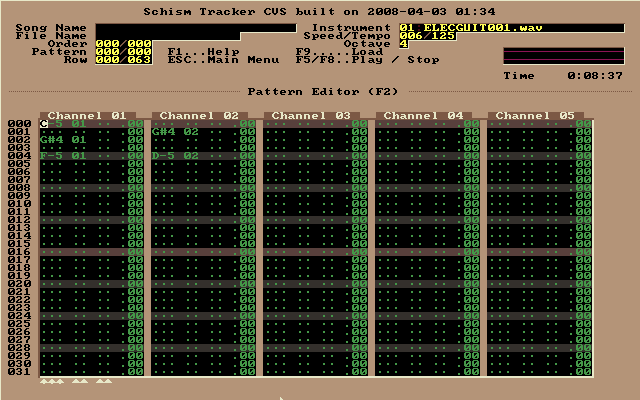 Schism Tracker CVS built on 2008-04-03 01:34
Song Name Instrument 01 ELECGUIT001.wav
File Name Speed/Tempo 006/125
Order 000/000 Octave 4
Pattern 000/000 F1...Help F9.....Load
Row 000/063 ESC..Main Menu F5/F8..Play / Stop
Time 0:08:37
Pattern Editor (F2)
Channel 01 Channel 02 Channel 03 Channel 04 Channel 05
000 C-5 01 ·· .00 ··· ·· ·· .00 ··· ·· ·· .00 ··· ·· ·· .00 ··· ·· ·· .00
001 ··· ·· ·· .00 G#4 02 ·· .00 ··· ·· ·· .00 ··· ·· ·· .00 ··· ·· ·· .00
002 G#4 01 ·· .00 ··· ·· ·· .00 ··· ·· ·· .00 ··· ·· ·· .00 ··· ·· ·· .00
003 ··· ·· ·· .00 ··· ·· ·· .00 ··· ·· ·· .00 ··· ·· ·· .00 ··· ·· ·· .00
004 F-5 01 ·· .00 D-5 02 ·· .00 ··· ·· ·· .00 ··· ·· ·· .00 ··· ·· ·· .00
005 ··· ·· ·· .00 ··· ·· ·· .00 ··· ·· ·· .00 ··· ·· ·· .00 ··· ·· ·· .00
006 ··· ·· ·· .00 ··· ·· ·· .00 ··· ·· ·· .00 ··· ·· ·· .00 ··· ·· ·· .00
007 ··· ·· ·· .00 ··· ·· ·· .00 ··· ·· ·· .00 ··· ·· ·· .00 ··· ·· ·· .00
008 ··· ·· ·· .00 ··· ·· ·· .00 ··· ·· ·· .00 ··· ·· ·· .00 ··· ·· ·· .00
009 ··· ·· ·· .00 ··· ·· ·· .00 ··· ·· ·· .00 ··· ·· ·· .00 ··· ·· ·· .00
010 ··· ·· ·· .00 ··· ·· ·· .00 ··· ·· ·· .00 ··· ·· ·· .00 ··· ·· ·· .00
011 ··· ·· ·· .00 ··· ·· ·· .00 ··· ·· ·· .00 ··· ·· ·· .00 ··· ·· ·· .00
012 ··· ·· ·· .00 ··· ·· ·· .00 ··· ·· ·· .00 ··· ·· ·· .00 ··· ·· ·· .00
013 ··· ·· ·· .00 ··· ·· ·· .00 ··· ·· ·· .00 ··· ·· ·· .00 ··· ·· ·· .00
014 ··· ·· ·· .00 ··· ·· ·· .00 ··· ·· ·· .00 ··· ·· ·· .00 ··· ·· ·· .00
015 ··· ·· ·· .00 ··· ·· ·· .00 ··· ·· ·· .00 ··· ·· ·· .00 ··· ·· ·· .00
016 ··· ·· ·· .00 ··· ·· ·· .00 ··· ·· ·· .00 ··· ·· ·· .00 ··· ·· ·· .00
017 ··· ·· ·· .00 ··· ·· ·· .00 ··· ·· ·· .00 ··· ·· ·· .00 ··· ·· ·· .00
018 ··· ·· ·· .00 ··· ·· ·· .00 ··· ·· ·· .00 ··· ·· ·· .00 ··· ·· ·· .00
019 ··· ·· ·· .00 ··· ·· ·· .00 ··· ·· ·· .00 ··· ·· ·· .00 ··· ·· ·· .00
020 ··· ·· ·· .00 ··· ·· ·· .00 ··· ·· ·· .00 ··· ·· ·· .00 ··· ·· ·· .00
021 ··· ·· ·· .00 ··· ·· ·· .00 ··· ·· ·· .00 ··· ·· ·· .00 ··· ·· ·· .00
022 ··· ·· ·· .00 ··· ·· ·· .00 ··· ·· ·· .00 ··· ·· ·· .00 ··· ·· ·· .00
023 ··· ·· ·· .00 ··· ·· ·· .00 ··· ·· ·· .00 ··· ·· ·· .00 ··· ·· ·· .00
024 ··· ·· ·· .00 ··· ·· ·· .00 ··· ·· ·· .00 ··· ·· ·· .00 ··· ·· ·· .00
025 ··· ·· ·· .00 ··· ·· ·· .00 ··· ·· ·· .00 ··· ·· ·· .00 ··· ·· ·· .00
026 ··· ·· ·· .00 ··· ·· ·· .00 ··· ·· ·· .00 ··· ·· ·· .00 ··· ·· ·· .00
027 ··· ·· ·· .00 ··· ·· ·· .00 ··· ·· ·· .00 ··· ·· ·· .00 ··· ·· ·· .00
028 ··· ·· ·· .00 ··· ·· ·· .00 ··· ·· ·· .00 ··· ·· ·· .00 ··· ·· ·· .00
029 ··· ·· ·· .00 ··· ·· ·· .00 ··· ·· ·· .00 ··· ·· ·· .00 ··· ·· ·· .00
030 ··· ·· ·· .00 ··· ·· ·· .00 ··· ·· ·· .00 ··· ·· ·· .00 ··· ·· ·· .00
031 ··· ·· ·· .00 ··· ·· ·· .00 ··· ·· ·· .00 ··· ·· ·· .00 ··· ·· ·· .00